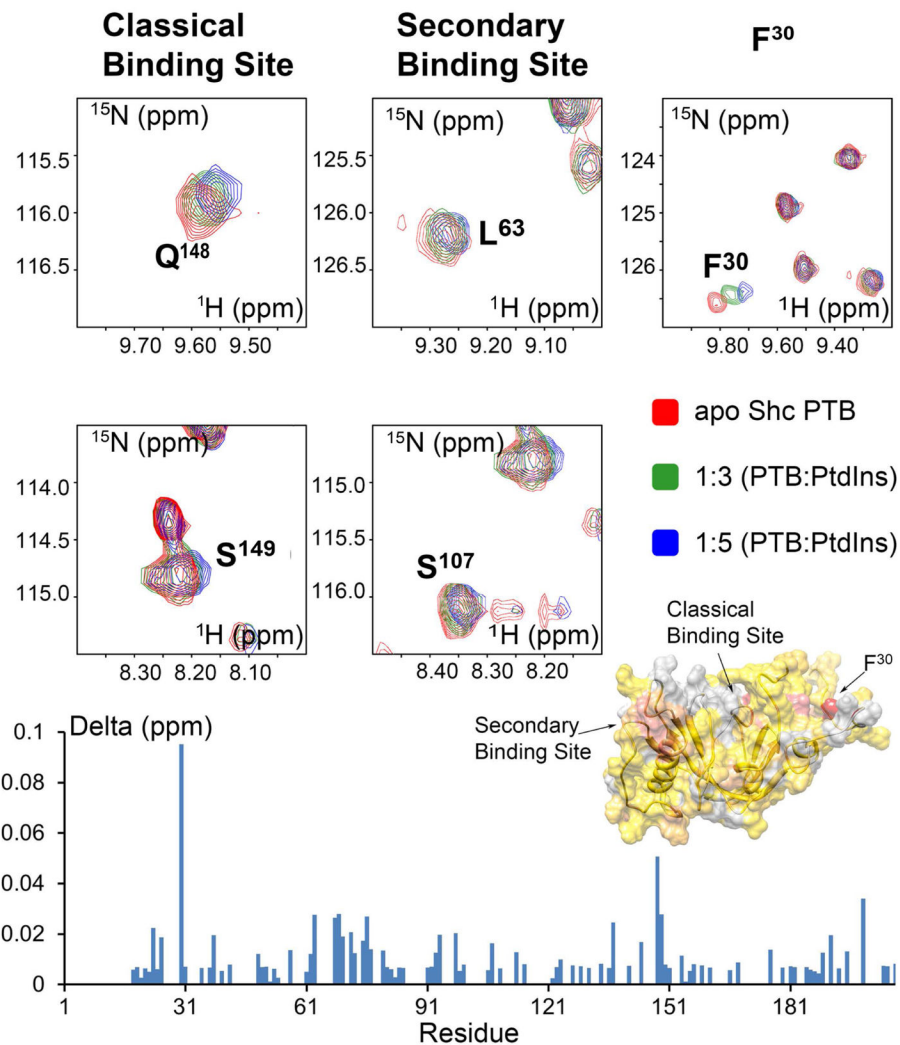 Classical
Binding Site
Secondary
Binding Site
F³⁰
¹⁵N (ppm)
115.5
116.0
116.5
Q¹⁴⁸
¹H (ppm)
9.70 9.60 9.50
¹⁵N (ppm)
125.5
126.0
126.5
L⁶³
¹H (ppm)
9.30 9.20 9.10
¹⁵N (ppm)
124
125
126
F³⁰
¹H (ppm)
9.80 9.60 9.40
¹⁵N (ppm)
114.0
114.5
115.0
S¹⁴⁹
¹H (ppm)
8.30 8.20 8.10
¹⁵N (ppm)
115.0
115.5
116.0
S¹⁰⁷
¹H (ppm)
8.40 8.30 8.20
apo Shc PTB
1:3 (PTB:PtdIns)
1:5 (PTB:PtdIns)
Classical
Binding Site
F³⁰
Secondary
Binding Site
Delta (ppm)
0.1
0.08
0.06
0.04
0.02
0
1 31 61 91 121 151 181
Residue